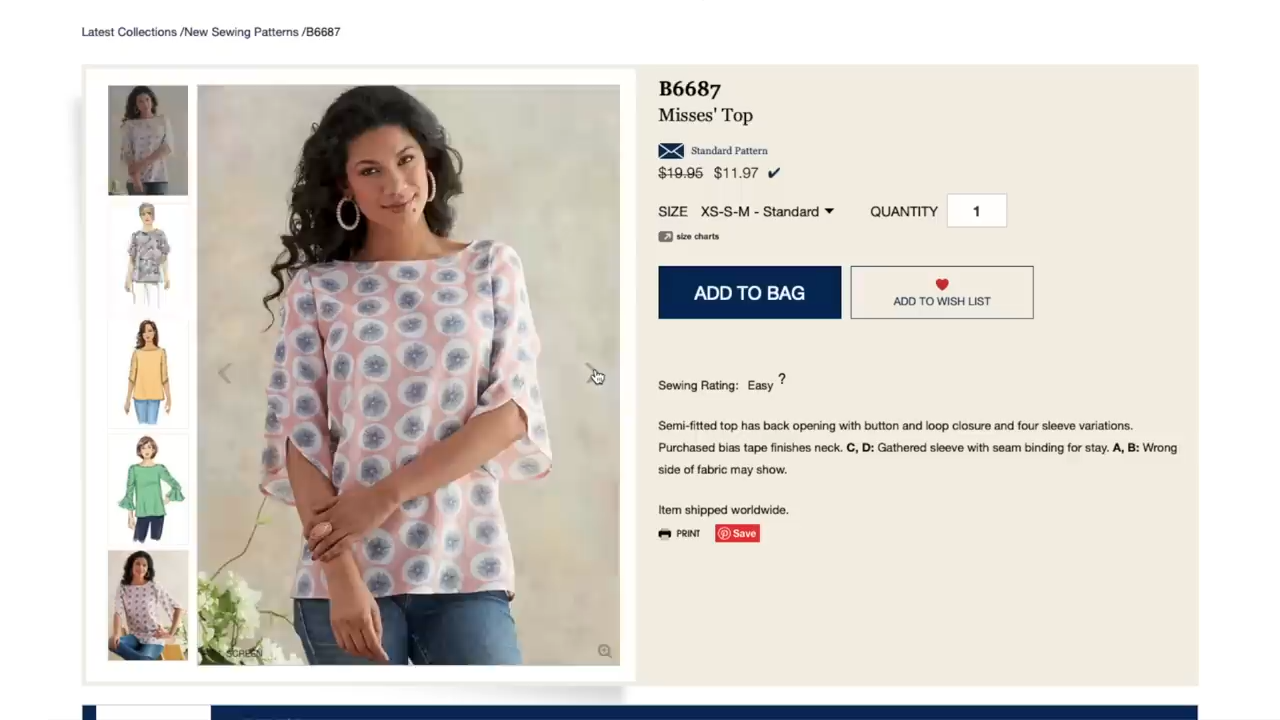 Latest Collections /New Sewing Patterns /B6687
B6687
Misses' Top
Standard Pattern
$19.95 $11.97 ✔
SIZE XS-S-M - Standard QUANTITY 1
size charts
ADD TO BAG
ADD TO WISH LIST
Sewing Rating: Easy ?
Semi-fitted top has back opening with button and loop closure and four sleeve variations.
Purchased bias tape finishes neck. C, D: Gathered sleeve with seam binding for stay. A, B: Wrong
side of fabric may show.
Item shipped worldwide.
PRINT Save
SCREEN